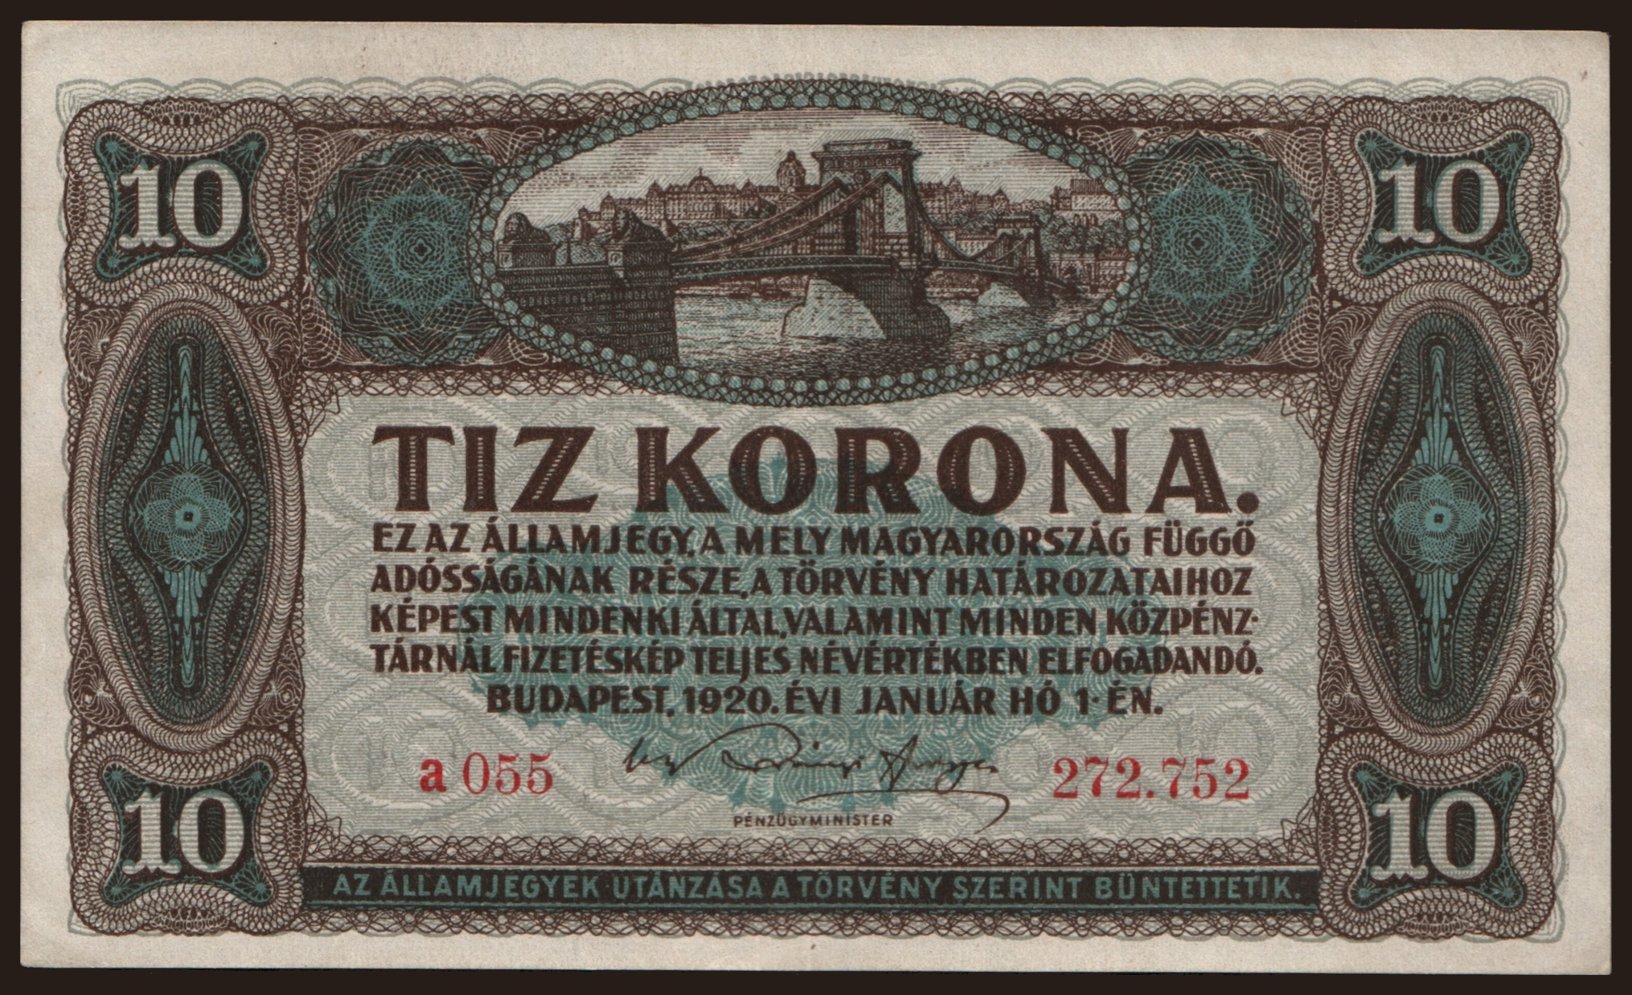 10 10
TIZ KORONA.
EZ AZ ÁLLAMJEGY, A MELY MAGYARORSZÁG FÜGGŐ
ADÓSSÁGÁNAK RÉSZE, A TÖRVÉNY HATÁROZATAIHOZ
KÉPEST MINDENKI ÁLTAL, VALAMINT MINDEN KÖZPÉNZ-
TÁRNÁL FIZETÉSKÉP TELJES NÉVÉRTÉKBEN ELFOGADANDÓ.
BUDAPEST, 1920. ÉVI JANUÁR HÓ 1-ÉN.
a 055 272.752
PÉNZÜGYMINISTER
10 10
AZ ÁLLAMJEGYEK UTÁNZÁSA A TÖRVÉNY SZERINT BÜNTETTETIK.